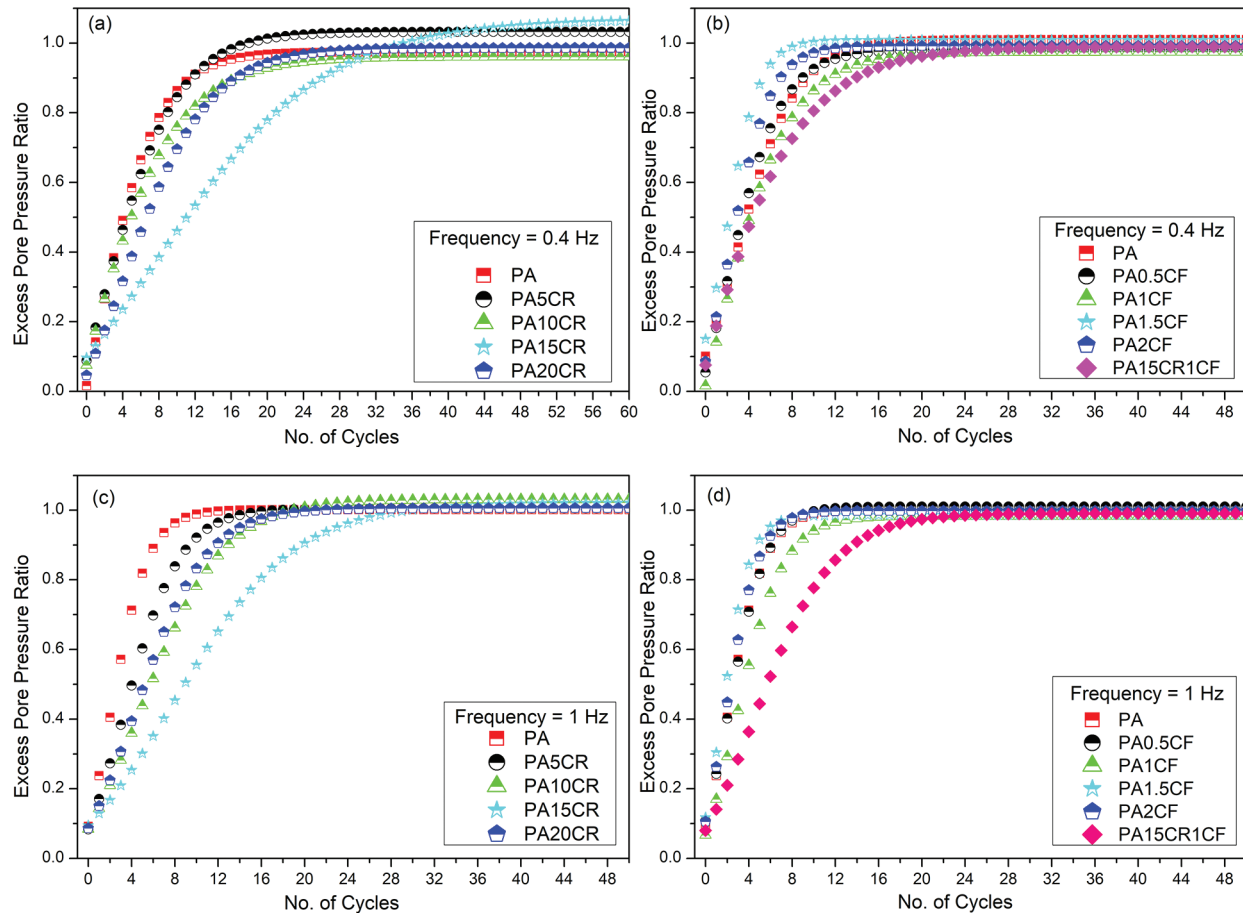 (a)
Excess Pore Pressure Ratio
1.0
0.8
0.6
0.4
0.2
0.0
Frequency = 0.4 Hz
PA
PA5CR
PA10CR
PA15CR
PA20CR
0 4 8 12 16 20 24 28 32 36 40 44 48 52 56 60
No. of Cycles
(b)
Excess Pore Pressure Ratio
1.0
0.8
0.6
0.4
0.2
0.0
Frequency = 0.4 Hz
PA
PA0.5CF
PA1CF
PA1.5CF
PA2CF
PA15CR1CF
0 4 8 12 16 20 24 28 32 36 40 44 48
No. of Cycles
(c)
Excess Pore Pressure Ratio
1.0
0.8
0.6
0.4
0.2
0.0
Frequency = 1 Hz
PA
PA5CR
PA10CR
PA15CR
PA20CR
0 4 8 12 16 20 24 28 32 36 40 44 48
No. of Cycles
(d)
Excess Pore Pressure Ratio
1.0
0.8
0.6
0.4
0.2
0.0
Frequency = 1 Hz
PA
PA0.5CF
PA1CF
PA1.5CF
PA2CF
PA15CR1CF
0 4 8 12 16 20 24 28 32 36 40 44 48
No. of Cycles